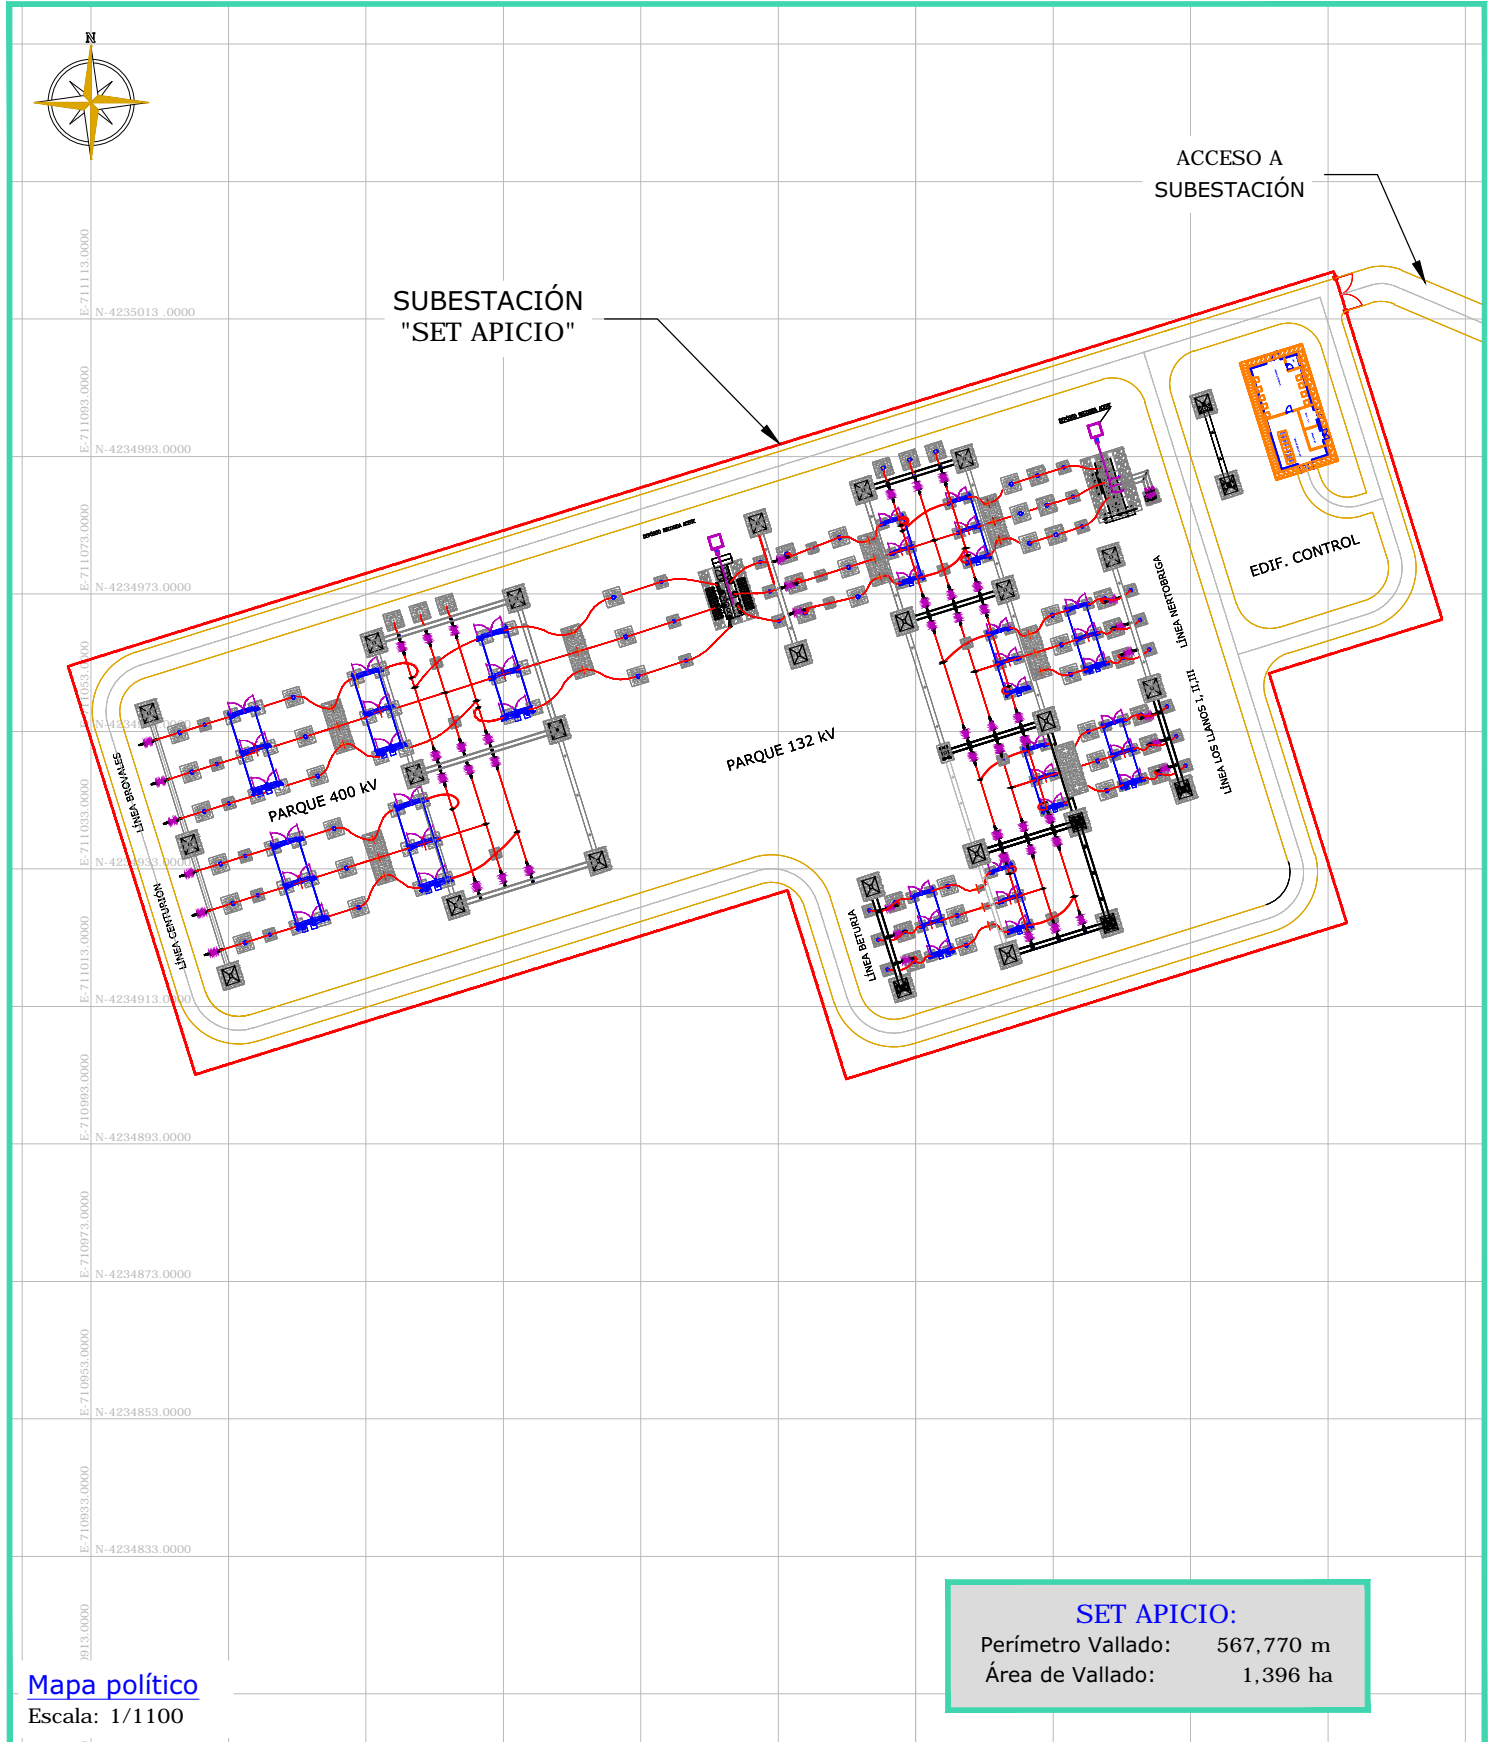 N
ACCESO A
SUBESTACIÓN
SUBESTACIÓN
"SET APICIO"
E-711113.0000
N-4235013 .0000
E-711093.0000
N-4234993.0000
E-711073.0000
N-4234973.0000
E-711033.0000
N-4234933.0000
E-711013.0000
N-4234913.0000
E-710993.0000
N-4234893.0000
E-710973.0000
N-4234873.0000
E-710953.0000
N-4234853.0000
E-710933.0000
N-4234833.0000
EDIF. CONTROL
LÍNEA NERTOBRIGA
LÍNEA LOS LLANOS I, II,III
PARQUE 132 kV
PARQUE 400 kV
LÍNEA BROVALES
LÍNEA CENTURIÓN
LÍNEA BETURIA
SET APICIO:
Perímetro Vallado: 567,770 m
Área de Vallado: 1,396 ha
Mapa político
Escala: 1/1100